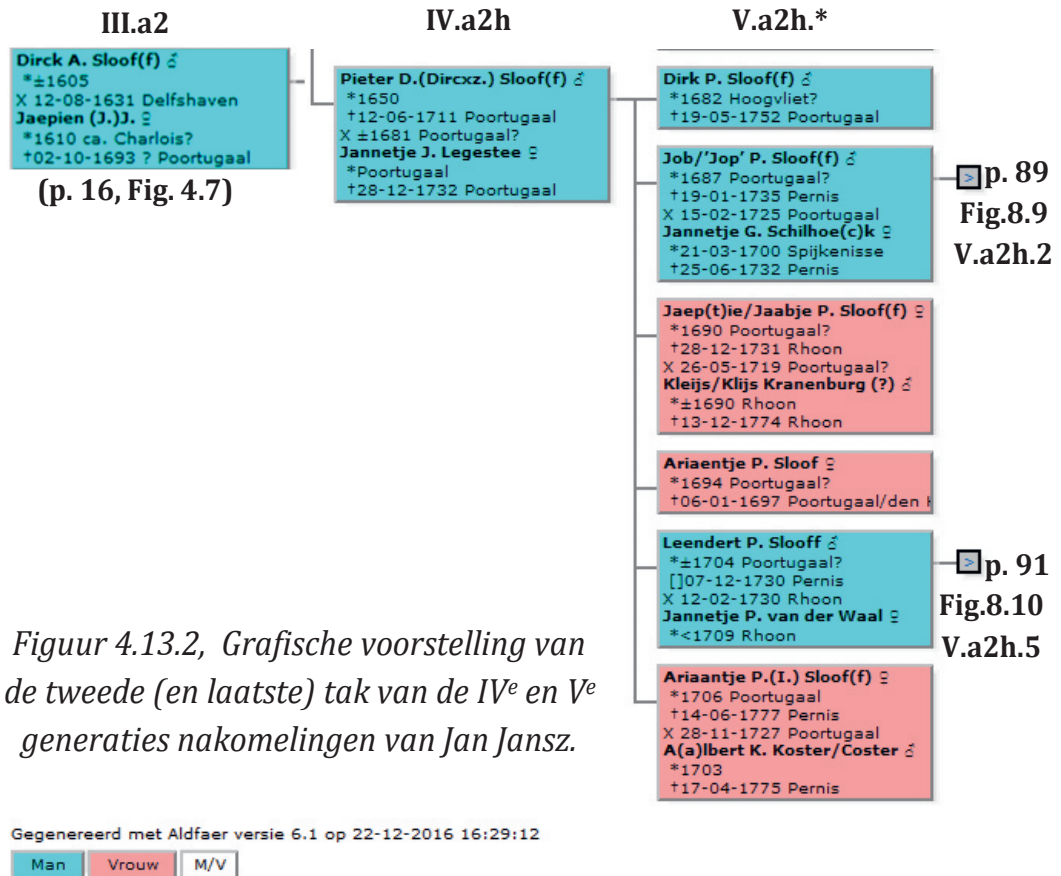 III.a2
IV.a2h
V.a2h.*
Dirck A. Sloof(f) ♂
*±1605
X 12-08-1631 Delfshaven
Jaepien (J.)J. ♀
*1610 ca. Charlois?
†02-10-1693 ? Poortugaal
(p. 16, Fig. 4.7)
Pieter D.(Dircxz.) Sloof(f) ♂
*1650
†12-06-1711 Poortugaal
X ±1681 Poortugaal?
Jannetje J. Legestee ♀
*Poortugaal
†28-12-1732 Poortugaal
Dirk P. Sloof(f) ♂
*1682 Hoogvliet?
†19-05-1752 Poortugaal
Job/'Jop' P. Sloof(f) ♂
*1687 Poortugaal?
†19-01-1735 Pernis
X 15-02-1725 Poortugaal
Jannetje G. Schilhoe(c)k ♀
*21-03-1700 Spijkenisse
†25-06-1732 Pernis
> p. 89
Fig.8.9
V.a2h.2
Jaep(t)ie/Jaabje P. Sloof(f) ♀
*1690 Poortugaal?
†28-12-1731 Rhoon
X 26-05-1719 Poortugaal?
Kleijs/Klijs Kranenburg (?) ♂
*±1690 Rhoon
†13-12-1774 Rhoon
Ariaentje P. Sloof ♀
*1694 Poortugaal?
†06-01-1697 Poortugaal/den
Leendert P. Slooff ♂
*±1704 Poortugaal?
[]07-12-1730 Pernis
X 12-02-1730 Rhoon
Jannetje P. van der Waal ♀
*<1709 Rhoon
> p. 91
Fig.8.10
V.a2h.5
Ariaantje P.(I.) Sloof(f) ♀
*1706 Poortugaal
†14-06-1777 Pernis
X 28-11-1727 Poortugaal
A(a)lbert K. Koster/Coster ♂
*1703
†17-04-1775 Pernis
Figuur 4.13.2, Grafische voorstelling van
de tweede (en laatste) tak van de IVe en Ve
generaties nakomelingen van Jan Jansz.
Gegenereerd met Aldfaer versie 6.1 op 22-12-2016 16:29:12
Man Vrouw M/V